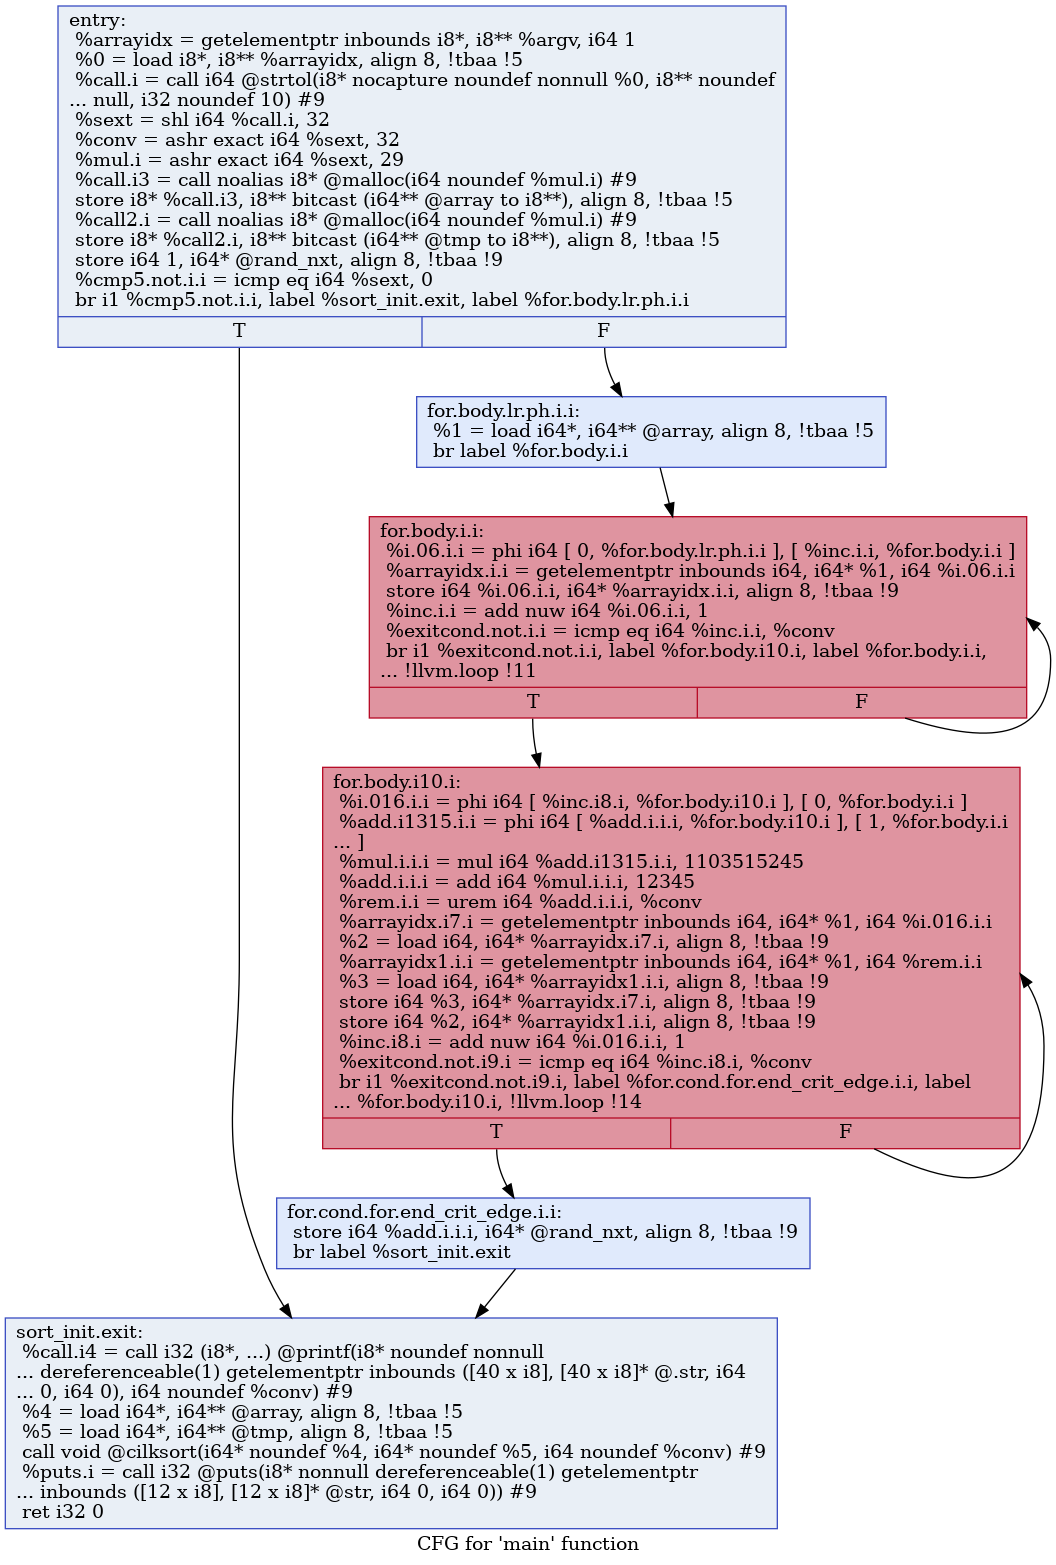 entry:
%arrayidx = getelementptr inbounds i8*, i8** %argv, i64 1
%0 = load i8*, i8** %arrayidx, align 8, !tbaa !5
%call.i = call i64 @strtol(i8* nocapture noundef nonnull %0, i8** noundef
... null, i32 noundef 10) #9
%sext = shl i64 %call.i, 32
%conv = ashr exact i64 %sext, 32
%mul.i = ashr exact i64 %sext, 29
%call.i3 = call noalias i8* @malloc(i64 noundef %mul.i) #9
store i8* %call.i3, i8** bitcast (i64** @array to i8**), align 8, !tbaa !5
%call2.i = call noalias i8* @malloc(i64 noundef %mul.i) #9
store i8* %call2.i, i8** bitcast (i64** @tmp to i8**), align 8, !tbaa !5
store i64 1, i64* @rand_nxt, align 8, !tbaa !9
%cmp5.not.i.i = icmp eq i64 %sext, 0
br i1 %cmp5.not.i.i, label %sort_init.exit, label %for.body.lr.ph.i.i
T F
for.body.lr.ph.i.i:
%1 = load i64*, i64** @array, align 8, !tbaa !5
br label %for.body.i.i
for.body.i.i:
%i.06.i.i = phi i64 [ 0, %for.body.lr.ph.i.i ], [ %inc.i.i, %for.body.i.i ]
%arrayidx.i.i = getelementptr inbounds i64, i64* %1, i64 %i.06.i.i
store i64 %i.06.i.i, i64* %arrayidx.i.i, align 8, !tbaa !9
%inc.i.i = add nuw i64 %i.06.i.i, 1
%exitcond.not.i.i = icmp eq i64 %inc.i.i, %conv
br i1 %exitcond.not.i.i, label %for.body.i10.i, label %for.body.i.i,
... !llvm.loop !11
T F
for.body.i10.i:
%i.016.i.i = phi i64 [ %inc.i8.i, %for.body.i10.i ], [ 0, %for.body.i.i ]
%add.i1315.i.i = phi i64 [ %add.i.i.i, %for.body.i10.i ], [ 1, %for.body.i.i
... ]
%mul.i.i.i = mul i64 %add.i1315.i.i, 1103515245
%add.i.i.i = add i64 %mul.i.i.i, 12345
%rem.i.i = urem i64 %add.i.i.i, %conv
%arrayidx.i7.i = getelementptr inbounds i64, i64* %1, i64 %i.016.i.i
%2 = load i64, i64* %arrayidx.i7.i, align 8, !tbaa !9
%arrayidx1.i.i = getelementptr inbounds i64, i64* %1, i64 %rem.i.i
%3 = load i64, i64* %arrayidx1.i.i, align 8, !tbaa !9
store i64 %3, i64* %arrayidx.i7.i, align 8, !tbaa !9
store i64 %2, i64* %arrayidx1.i.i, align 8, !tbaa !9
%inc.i8.i = add nuw i64 %i.016.i.i, 1
%exitcond.not.i9.i = icmp eq i64 %inc.i8.i, %conv
br i1 %exitcond.not.i9.i, label %for.cond.for.end_crit_edge.i.i, label
... %for.body.i10.i, !llvm.loop !14
T F
for.cond.for.end_crit_edge.i.i:
store i64 %add.i.i.i, i64* @rand_nxt, align 8, !tbaa !9
br label %sort_init.exit
sort_init.exit:
%call.i4 = call i32 (i8*, ...) @printf(i8* noundef nonnull
... dereferenceable(1) getelementptr inbounds ([40 x i8], [40 x i8]* @.str, i64
... 0, i64 0), i64 noundef %conv) #9
%4 = load i64*, i64** @array, align 8, !tbaa !5
%5 = load i64*, i64** @tmp, align 8, !tbaa !5
call void @cilksort(i64* noundef %4, i64* noundef %5, i64 noundef %conv) #9
%puts.i = call i32 @puts(i8* nonnull dereferenceable(1) getelementptr
... inbounds ([12 x i8], [12 x i8]* @str, i64 0, i64 0)) #9
ret i32 0
CFG for 'main' function